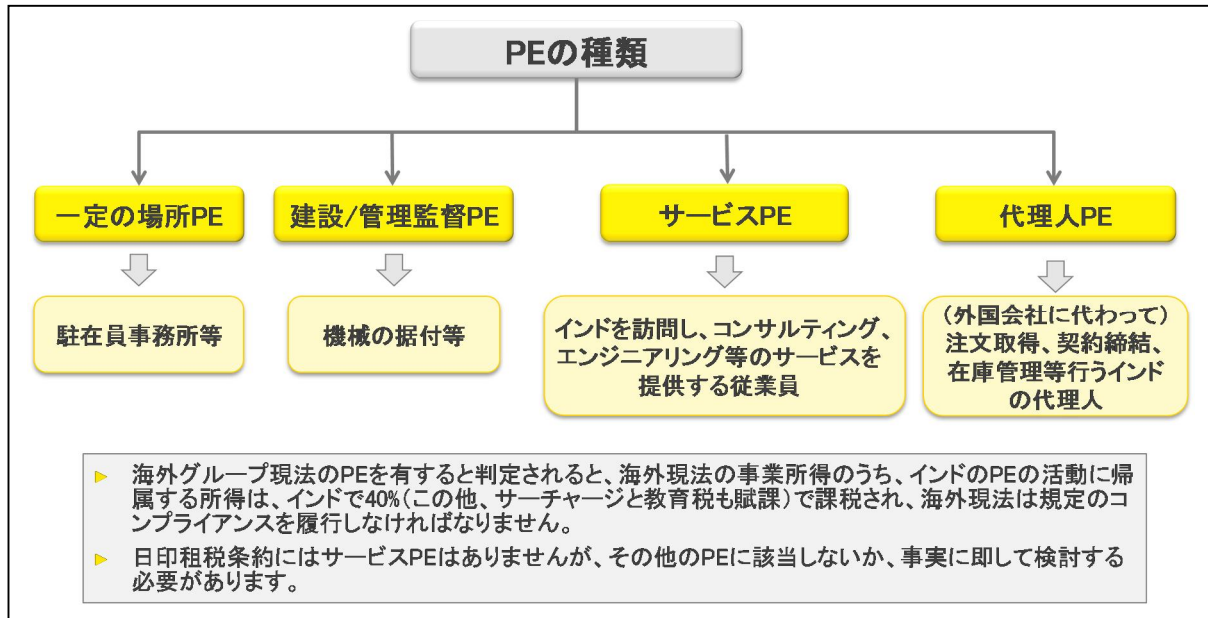 PEの種類
一定の場所PE
建設/管理監督PE
サービスPE
代理人PE
駐在員事務所等
機械の据付等
インドを訪問し、コンサルティング、
エンジニアリング等のサービスを
提供する従業員
(外国会社に代わって)
注文取得、契約締結、
在庫管理等行うインド
の代理人
海外グループ現法のPEを有すると判定されると、海外現法の事業所得のうち、インドのPEの活動に帰
属する所得は、インドで40%(この他、サーチャージと教育税も賦課)で課税され、海外現法は規定のコ
ンプライアンスを履行しなければなりません。
日印租税条約にはサービスPEはありませんが、その他のPEに該当しないか、事実に即して検討する
必要があります。